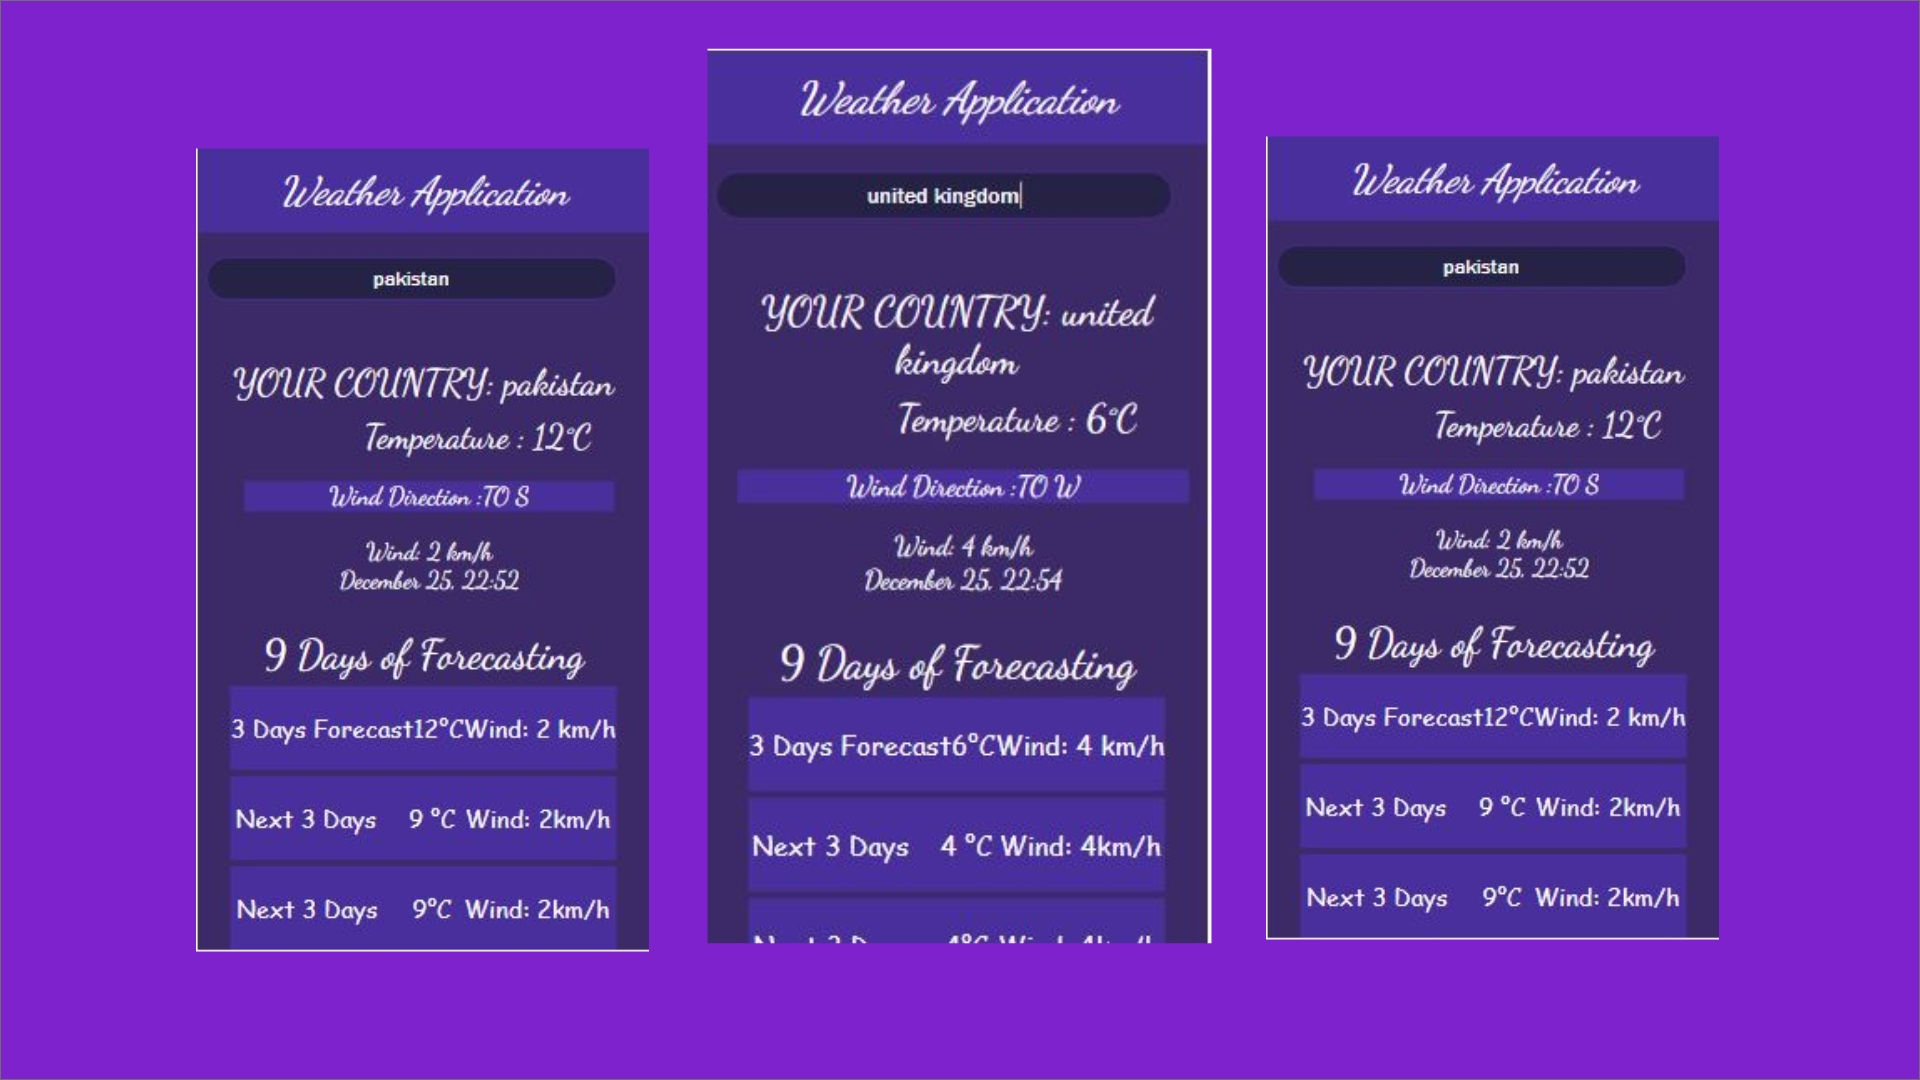 Weather Application
pakistan
YOUR COUNTRY: pakistan
Temperature : 12°C
Wind Direction :TO S
Wind: 2 km/h
December 25, 22:52
9 Days of Forecasting
3 Days Forecast12°CWind: 2 km/h
Next 3 Days 9 °C Wind: 2km/h
Next 3 Days 9°C Wind: 2km/h
Weather Application
united kingdom
YOUR COUNTRY: united
kingdom
Temperature : 6°C
Wind Direction :TO W
Wind: 4 km/h
December 25, 22:54
9 Days of Forecasting
3 Days Forecast6°CWind: 4 km/h
Next 3 Days 4 °C Wind: 4km/h
Next 3 Days 4°C Wind: 4km/h
Weather Application
pakistan
YOUR COUNTRY: pakistan
Temperature : 12°C
Wind Direction :TO S
Wind: 2 km/h
December 25, 22:52
9 Days of Forecasting
3 Days Forecast12°CWind: 2 km/h
Next 3 Days 9 °C Wind: 2km/h
Next 3 Days 9°C Wind: 2km/h